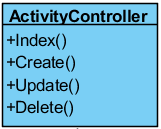 ActivityController
+Index()
+Create()
+Update()
+Delete()